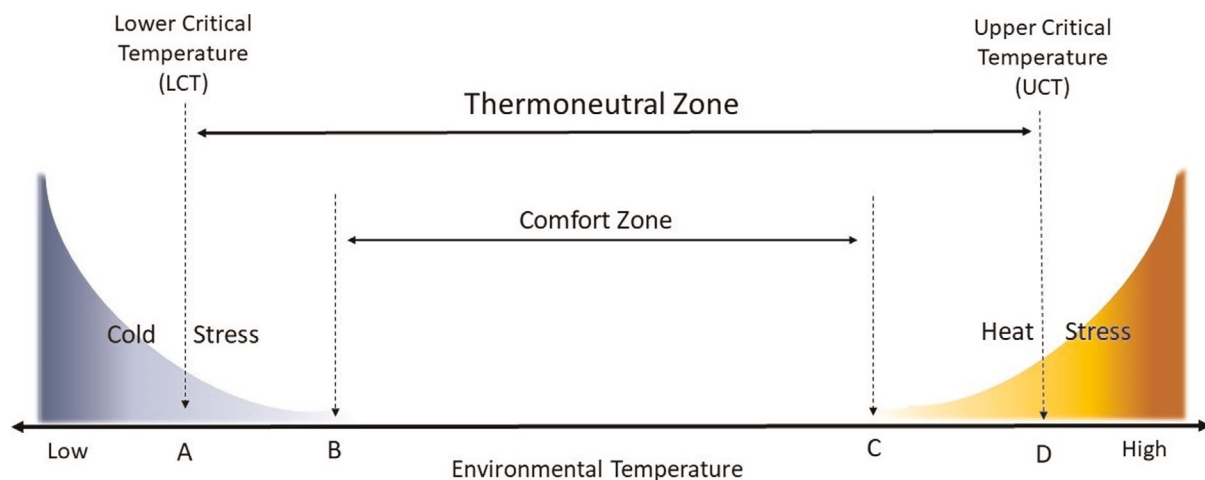 Lower Critical
Temperature
(LCT)
Upper Critical
Temperature
(UCT)
Thermoneutral Zone
Comfort Zone
Cold Stress
Heat Stress
Low
A
B
C
D
High
Environmental Temperature